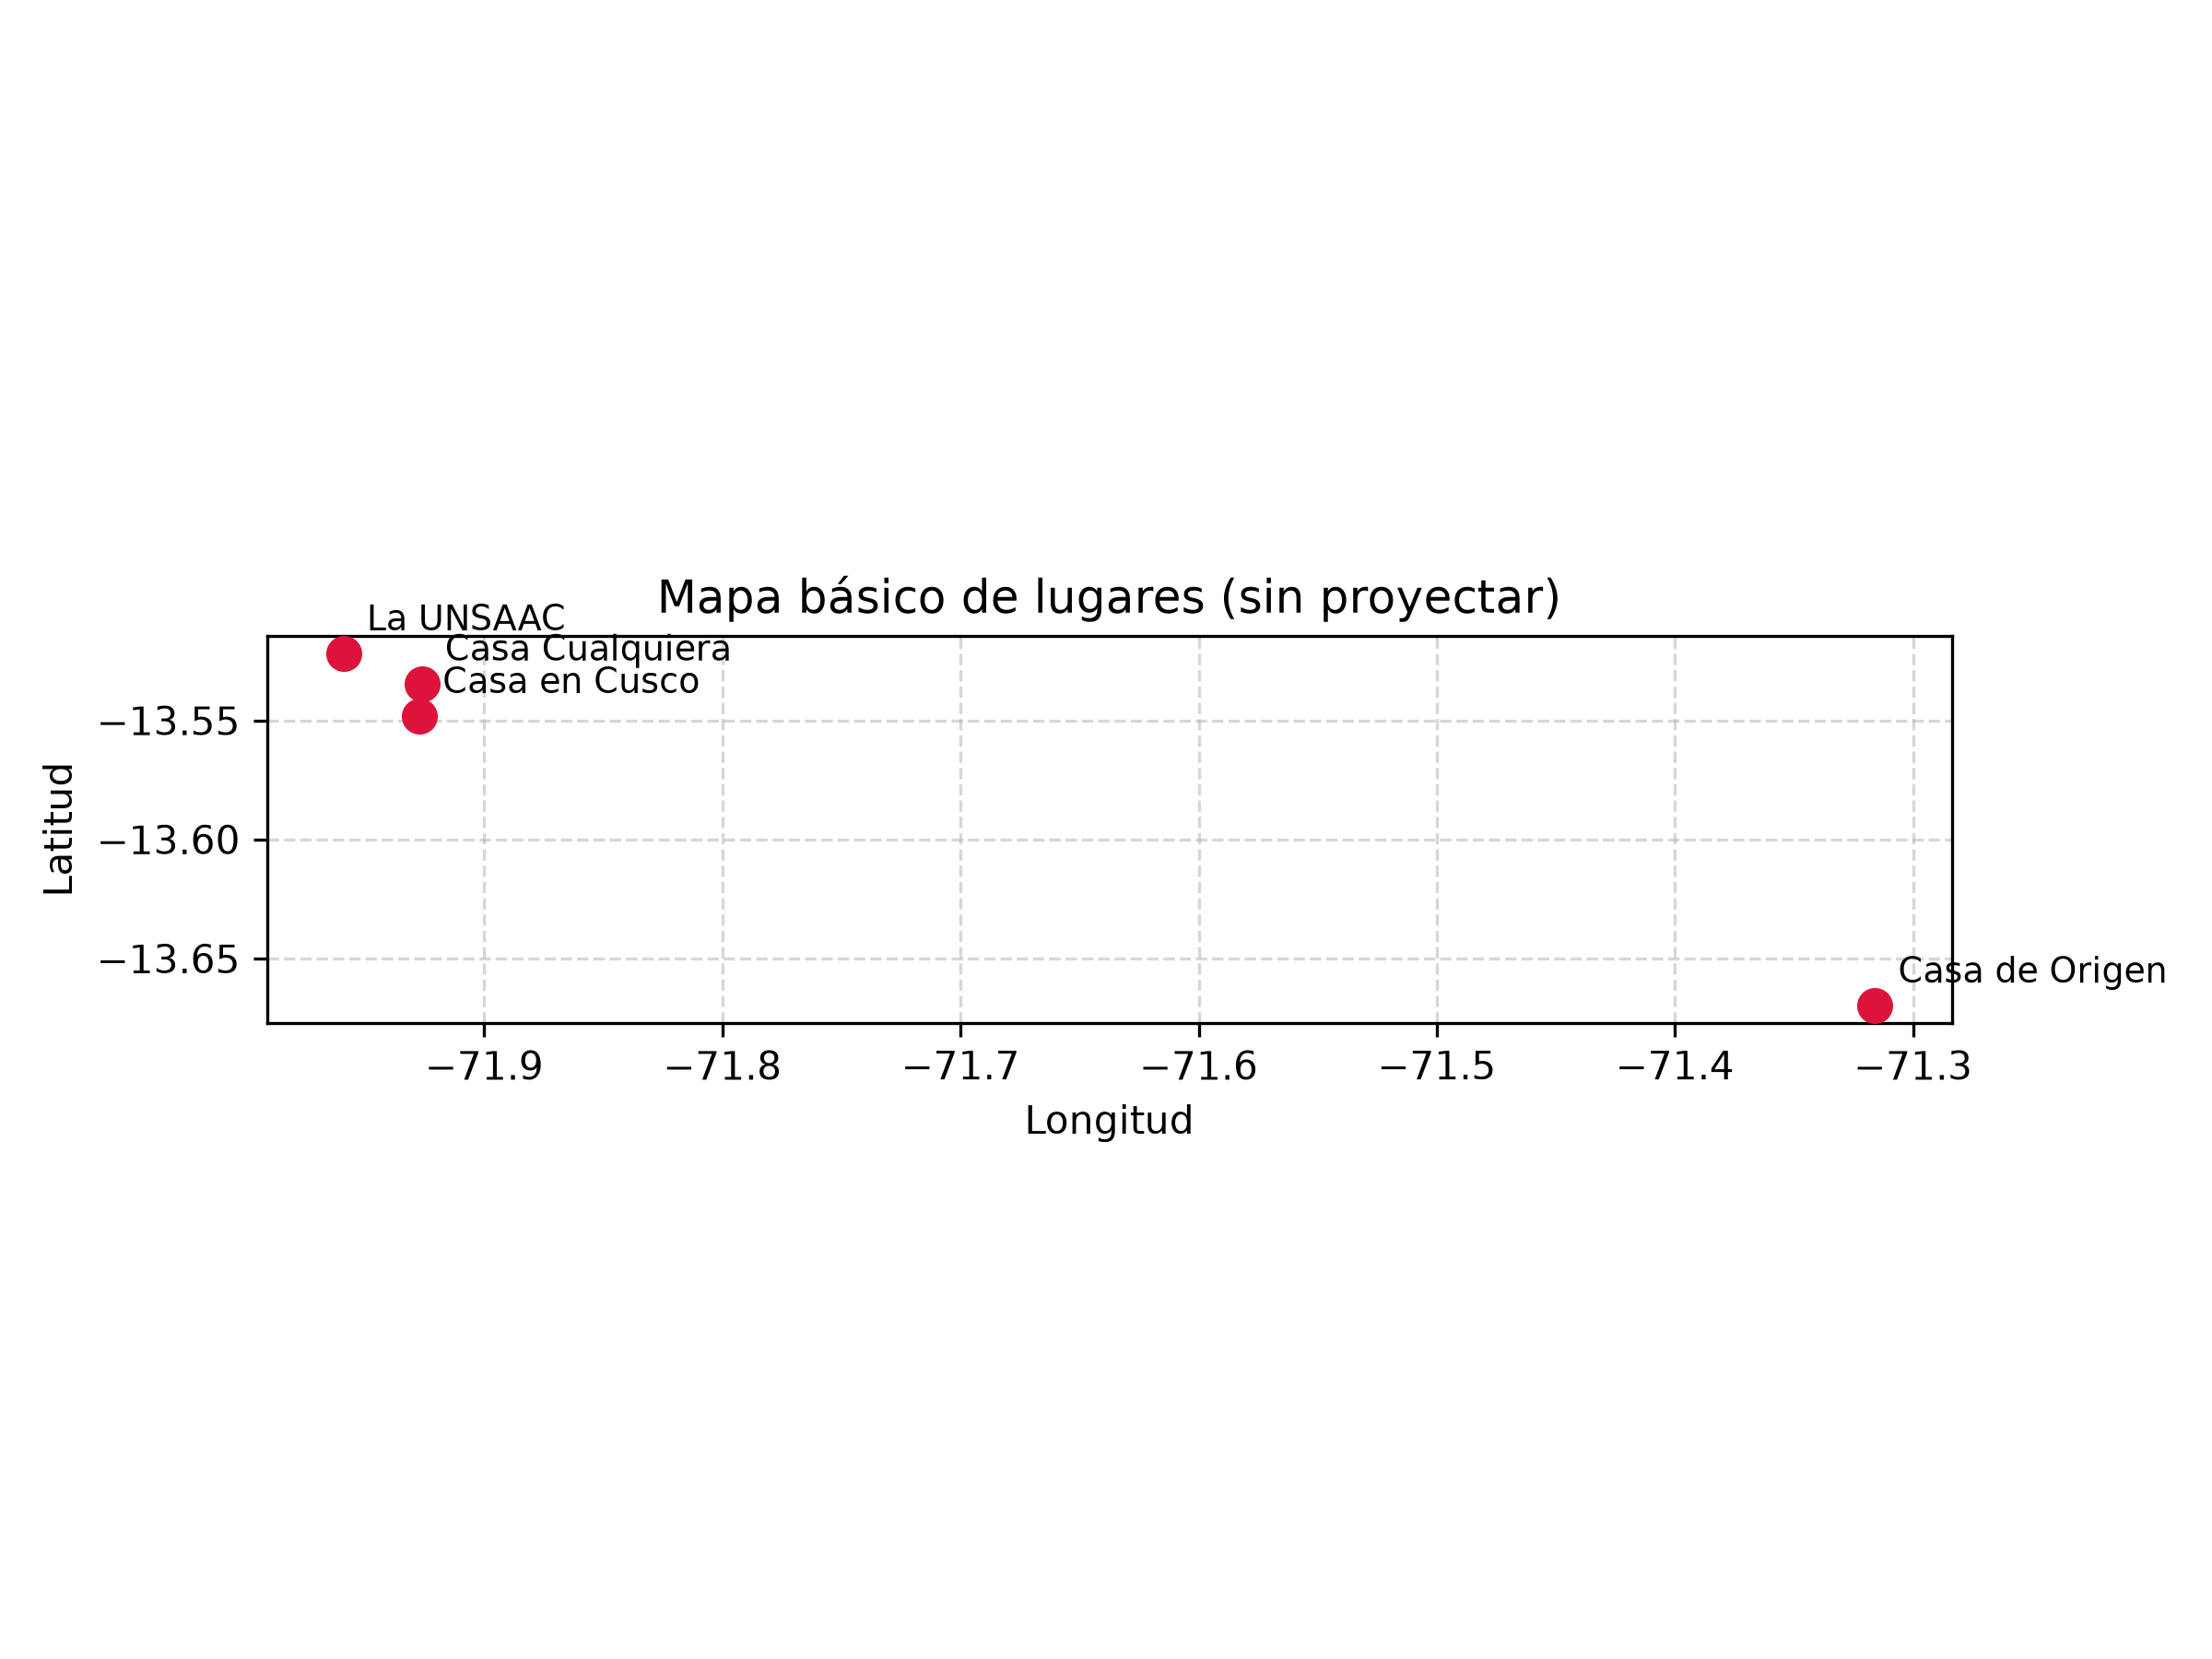 Mapa básico de lugares (sin proyectar)
La UNSAAC
Casa Cualquiera
Casa en Cusco
Casa de Origen
Latitud
−13.55
−13.60
−13.65
−71.9 −71.8 −71.7 −71.6 −71.5 −71.4 −71.3
Longitud